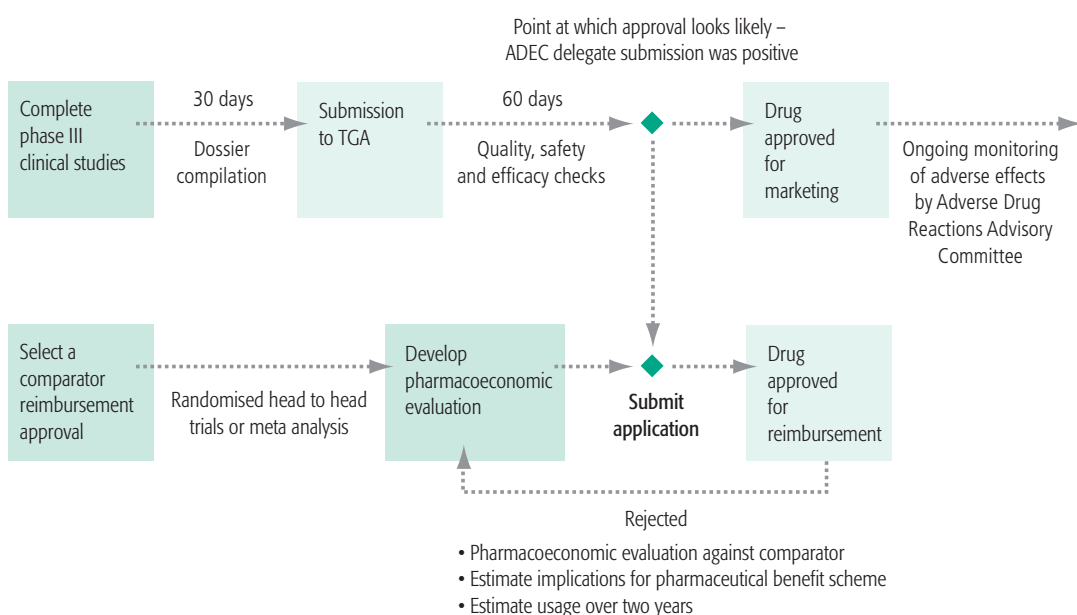 Point at which approval looks likely –
ADEC delegate submission was positive
Complete
phase III
clinical studies
30 days
Dossier
compilation
Submission
to TGA
60 days
Quality, safety
and efficacy checks
Drug
approved
for
marketing
Ongoing monitoring
of adverse effects
by Adverse Drug
Reactions Advisory
Committee
Select a
comparator
reimbursement
approval
Randomised head to head
trials or meta analysis
Develop
pharmacoeconomic
evaluation
Submit
application
Drug
approved
for
reimbursement
Rejected
• Pharmacoeconomic evaluation against comparator
• Estimate implications for pharmaceutical benefit scheme
• Estimate usage over two years